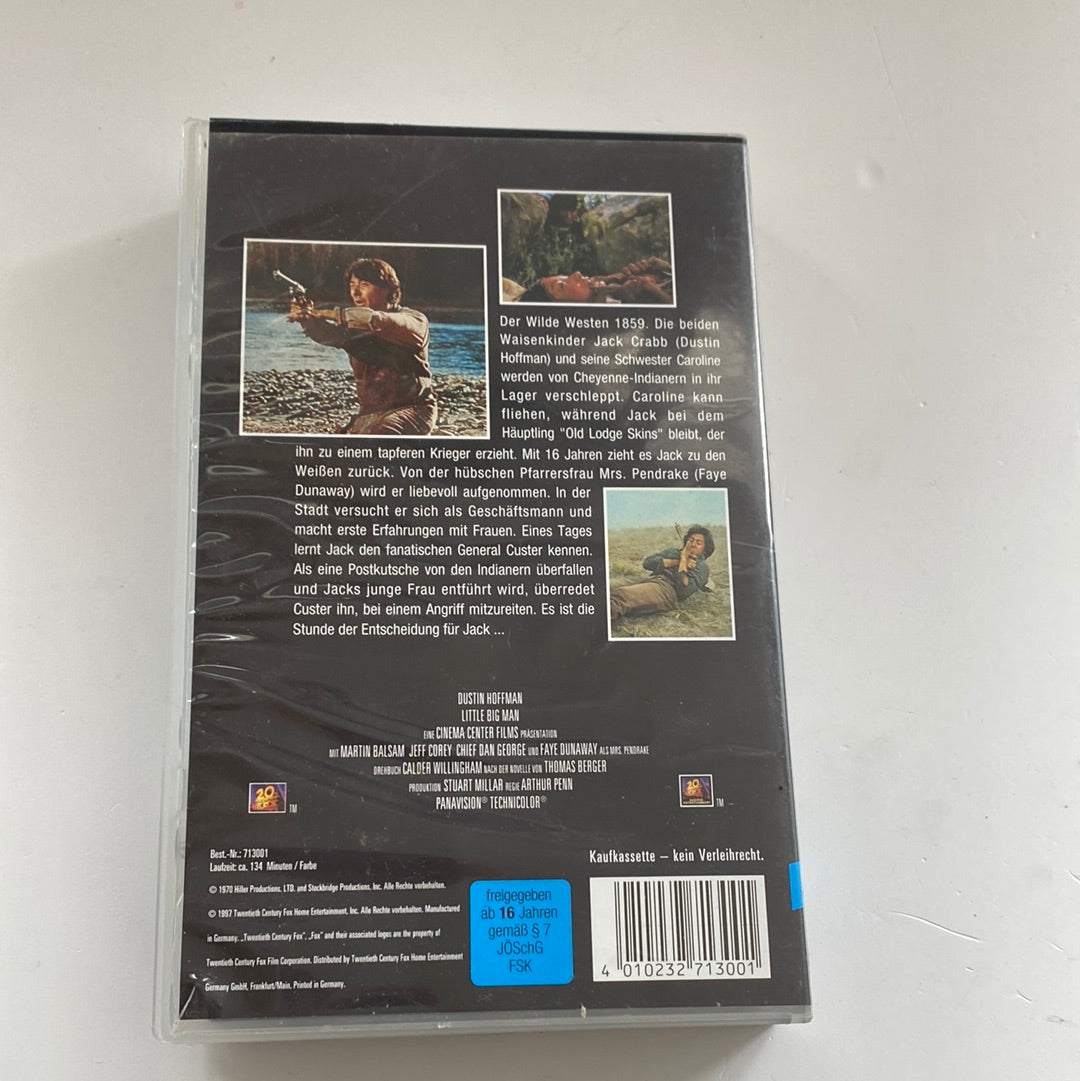 Der Wilde Westen 1859. Die beiden
Waisenkinder Jack Crabb (Dustin
Hoffman) und seine Schwester Caroline
werden von Cheyenne-Indianern in ihr
Lager verschleppt. Caroline kann
fliehen, während Jack bei dem
Häuptling "Old Lodge Skins" bleibt, der
ihn zu einem tapferen Krieger erzieht. Mit 16 Jahren zieht es Jack zu den
Weißen zurück. Von der hübschen Pfarrersfrau Mrs. Pendrake (Faye
Dunaway) wird er liebevoll aufgenommen. In der
Stadt versucht er sich als Geschäftsmann und
macht erste Erfahrungen mit Frauen. Eines Tages
lernt Jack den fanatischen General Custer kennen.
Als eine Postkutsche von den Indianern überfallen
und Jacks junge Frau entführt wird, überredet
Custer ihn, bei einem Angriff mitzureiten. Es ist die
Stunde der Entscheidung für Jack ...
DUSTIN HOFFMAN
LITTLE BIG MAN
EINE CINEMA CENTER FILMS PRÄSENTATION
MIT MARTIN BALSAM JEFF COREY CHIEF DAN GEORGE UND FAYE DUNAWAY ALS MRS. PENDRAKE
DREHBUCH CALDER WILLINGHAM NACH DER NOVELLE VON THOMAS BERGER
PRODUKTION STUART MILLAR REGIE ARTHUR PENN
PANAVISION® TECHNICOLOR®
20 FOX TM
20 FOX TM
Best.-Nr.: 713001
Laufzeit: ca. 134 Minuten / Farbe
© 1970 Hiller Productions, LTD. and Stockbridge Productions, Inc. Alle Rechte vorbehalten.
© 1997 Twentieth Century Fox Home Entertainment, Inc. Alle Rechte vorbehalten. Manufactured
in Germany. „Twentieth Century Fox", „Fox" and their associated logos are the property of
Twentieth Century Fox Film Corporation. Distributed by Twentieth Century Fox Home Entertainment
Germany GmbH, Frankfurt/Main. Printed in Germany.
freigegeben
ab 16 Jahren
gemäß § 7
JÖSchG
FSK
Kaufkassette – kein Verleihrecht.
4 010232 713001